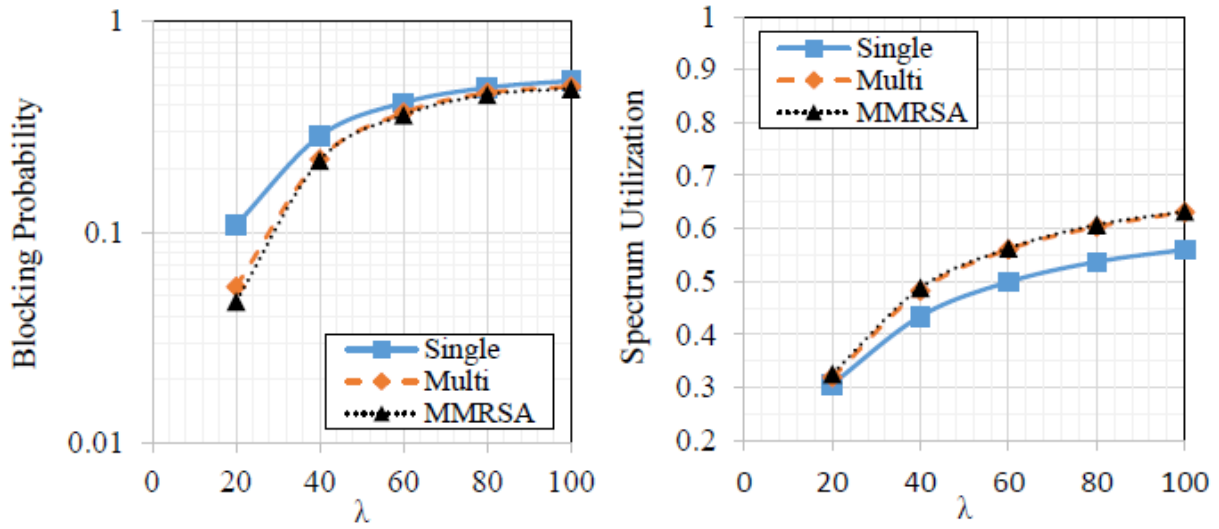 Blocking Probability
1
0.1
0.01
0 20 40 60 80 100
λ
Single
Multi
MMRSA
Spectrum Utilization
1
0.9
0.8
0.7
0.6
0.5
0.4
0.3
0.2
0 20 40 60 80 100
λ
Single
Multi
MMRSA